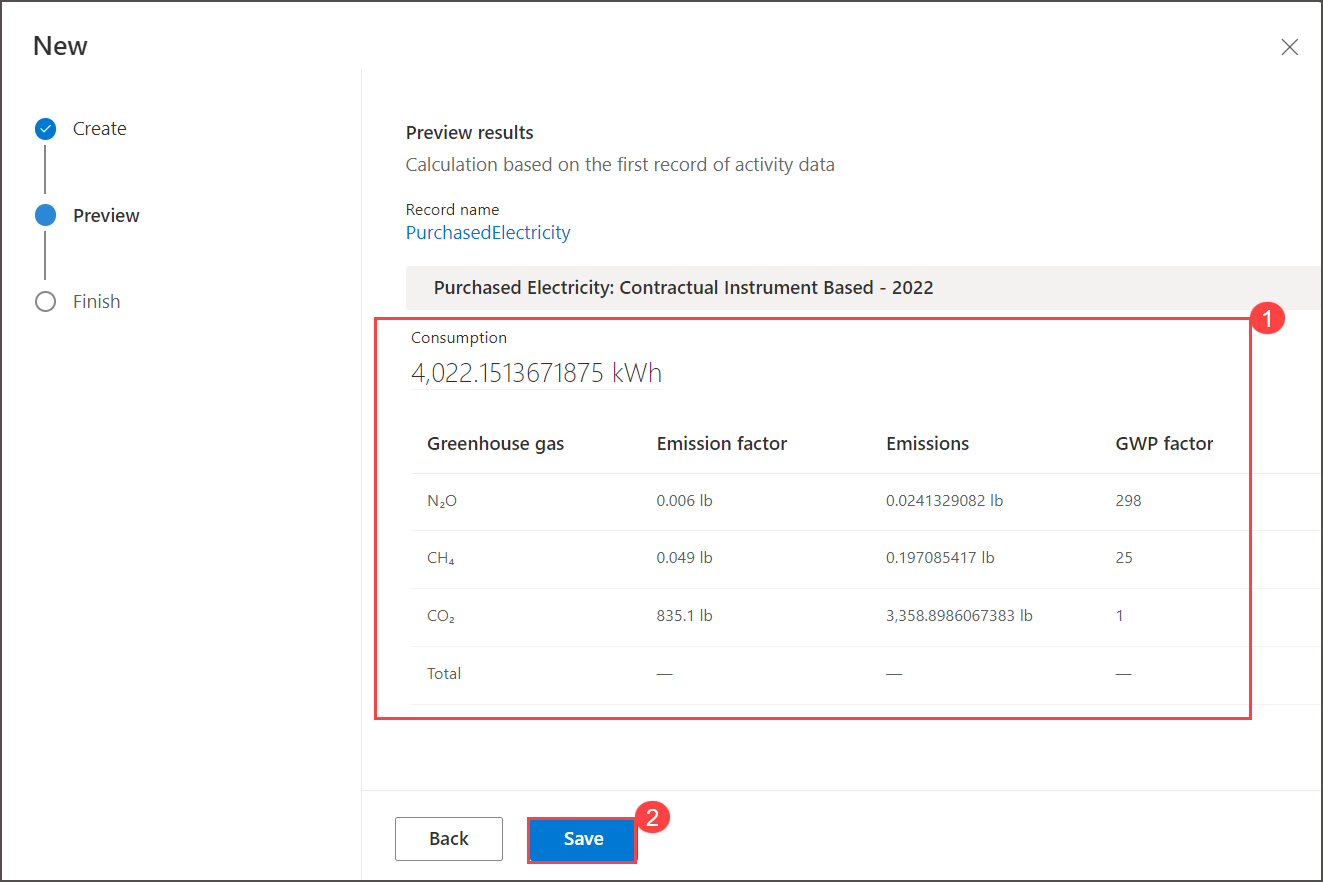 New
Create
Preview
Finish
Preview results
Calculation based on the first record of activity data
Record name
PurchasedElectricity
Purchased Electricity: Contractual Instrument Based - 2022
1
Consumption
4,022.1513671875 kWh
Greenhouse gas Emission factor Emissions GWP factor
N₂O 0.006 lb 0.0241329082 lb 298
CH₄ 0.049 lb 0.197085417 lb 25
CO₂ 835.1 lb 3,358.8986067383 lb 1
Total — — —
2
Back Save